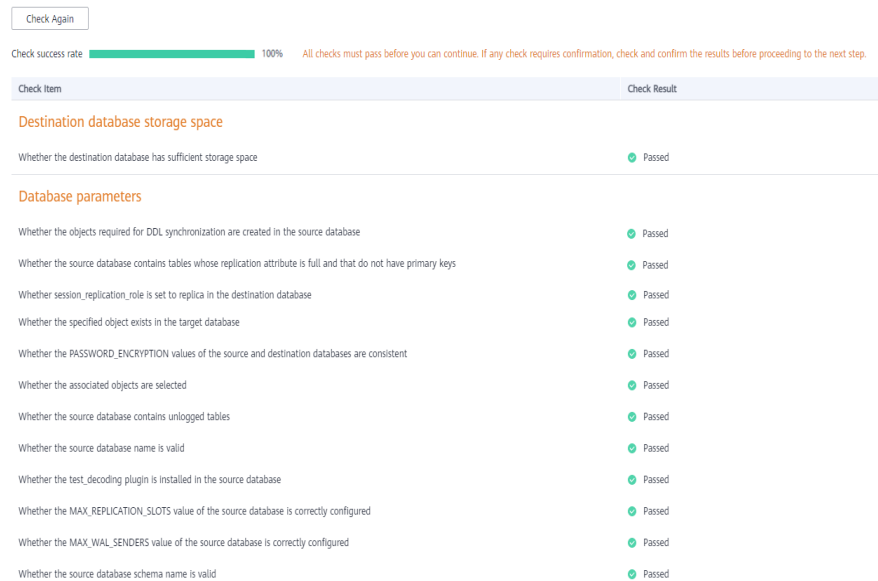 Check Again
Check success rate 100% All checks must pass before you can continue. If any check requires confirmation, check and confirm the results before proceeding to the next step.
Check Item Check Result
Destination database storage space
Whether the destination database has sufficient storage space Passed
Database parameters
Whether the objects required for DDL synchronization are created in the source database Passed
Whether the source database contains tables whose replication attribute is full and that do not have primary keys Passed
Whether session_replication_role is set to replica in the destination database Passed
Whether the specified object exists in the target database Passed
Whether the PASSWORD_ENCRYPTION values of the source and destination databases are consistent Passed
Whether the associated objects are selected Passed
Whether the source database contains unlogged tables Passed
Whether the source database name is valid Passed
Whether the test_decoding plugin is installed in the source database Passed
Whether the MAX_REPLICATION_SLOTS value of the source database is correctly configured Passed
Whether the MAX_WAL_SENDERS value of the source database is correctly configured Passed
Whether the source database schema name is valid Passed